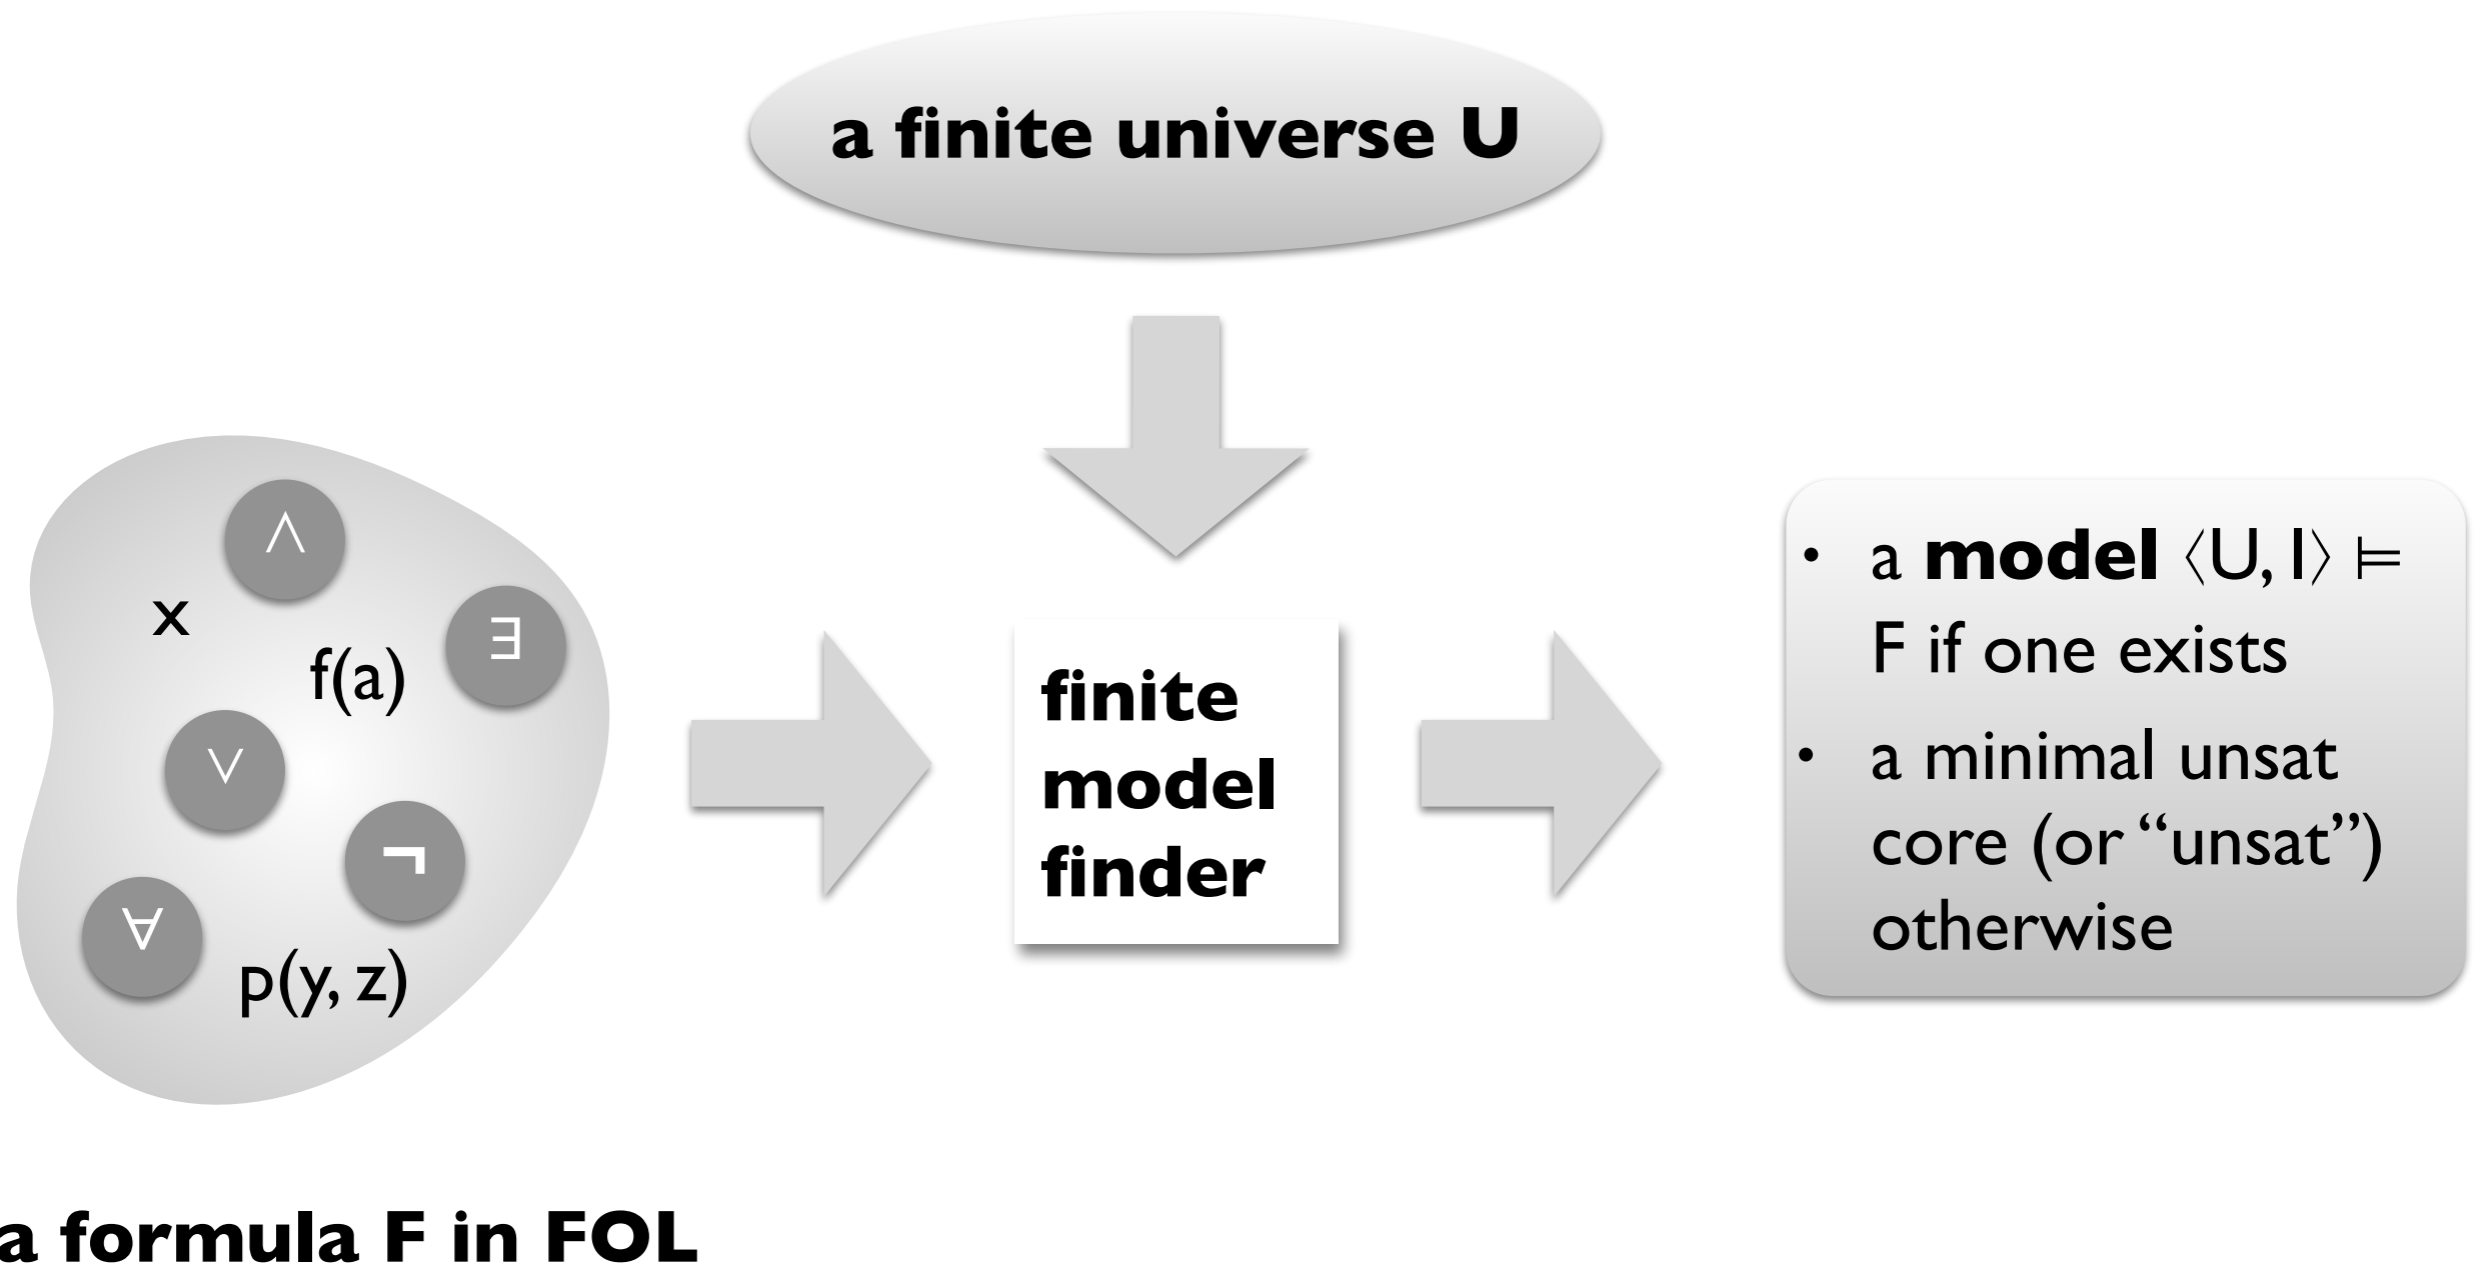 a finite universe U
∧
x
∃
f(a)
∨
¬
∀
p(y, z)
finite
model
finder
• a model ⟨U, I⟩ ⊨
F if one exists
• a minimal unsat
core (or “unsat”)
otherwise
a formula F in FOL